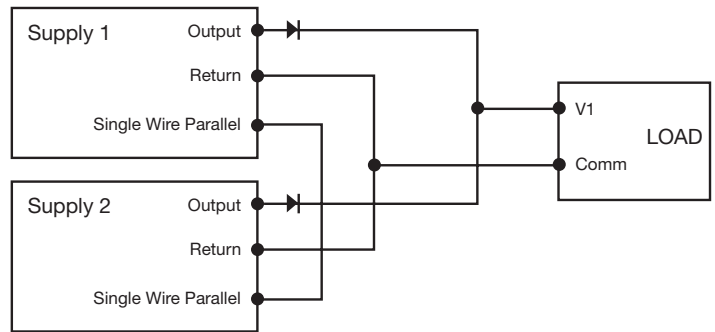 Supply 1
Output
Return
Single Wire Parallel
Supply 2
Output
Return
Single Wire Parallel
V1
LOAD
Comm